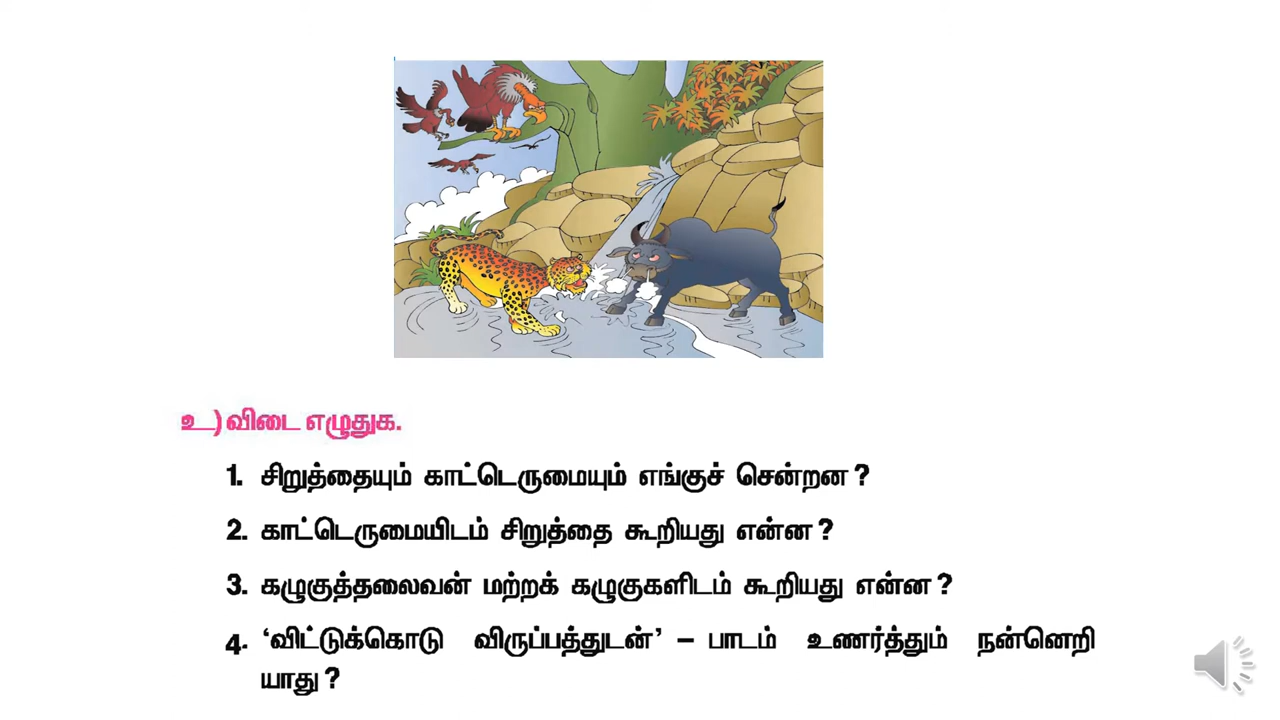 உ) விடை எழுதுக.
1. சிறுத்தையும் காட்டெருமையும் எங்குச் சென்றன ?
2. காட்டெருமையிடம் சிறுத்தை கூறியது என்ன ?
3. கழுகுத்தலைவன் மற்றக் கழுகுகளிடம் கூறியது என்ன ?
4. ‘விட்டுக்கொடு விருப்பத்துடன்’ – பாடம் உணர்த்தும் நன்னெறி
யாது ?